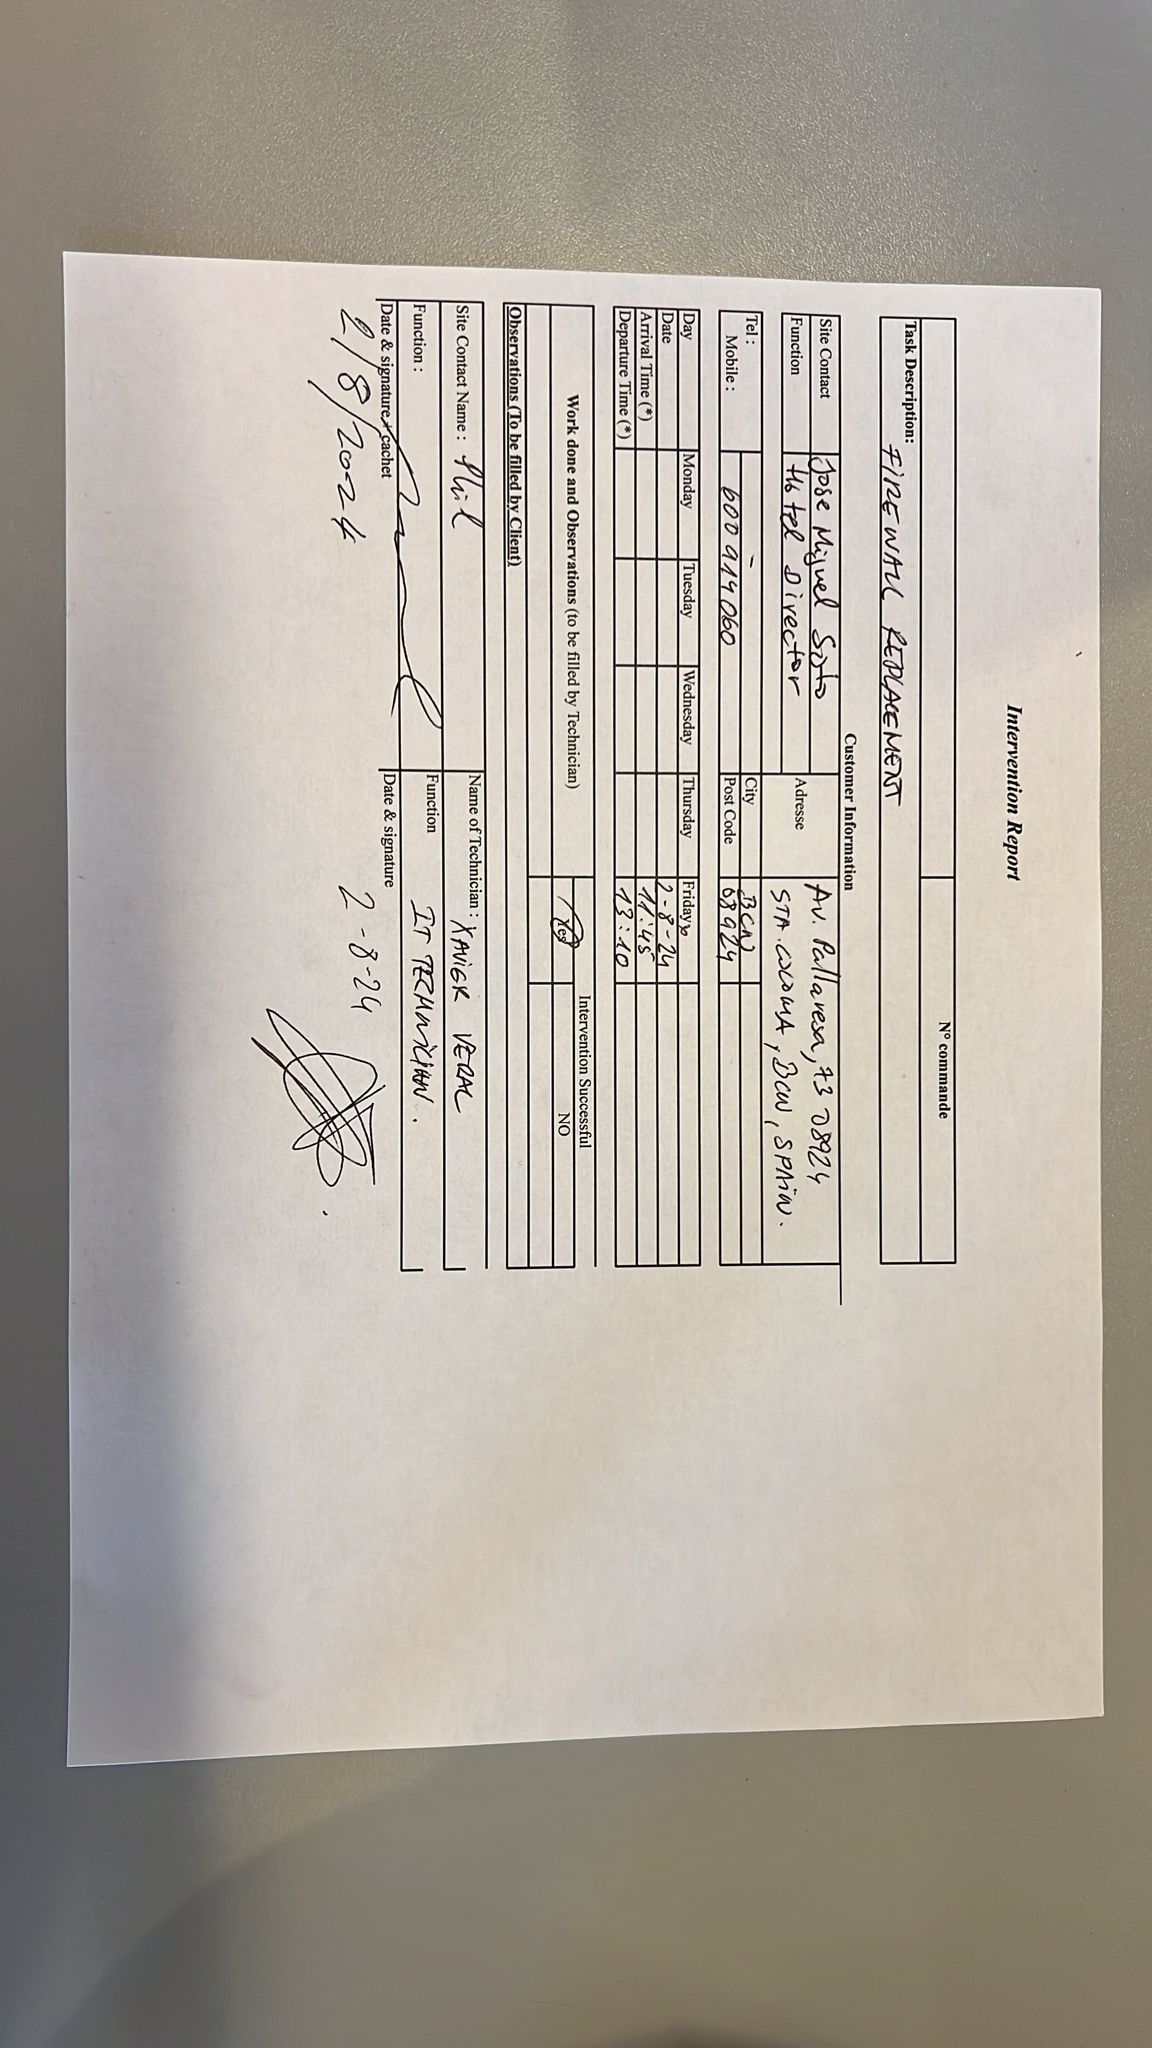 Intervention Report
N° commande
Task Description: FIREWALL REPLACEMENT
Customer Information
Site Contact Jose Miguel Sixto Adresse Av. Pallaresa, 73 08924
Function Hotel Director STA. COLOMA, BCN, SPAIN.
Tel : City BCN
Mobile : 600 914 060 Post Code 08924
Day Monday Tuesday Wednesday Thursday Friday
Date 2-8-24
Arrival Time (*) 11:45
Departure Time (*) 13:10
Work done and Observations (to be filled by Technician) Intervention Successful
Yes NO
Observations (To be filled by Client)
Site Contact Name : Phil Name of Technician : XAVIER VERAL
Function : Function IT TECHNICIAN.
Date & signature + cachet Date & signature 2-8-24
2/8/2024